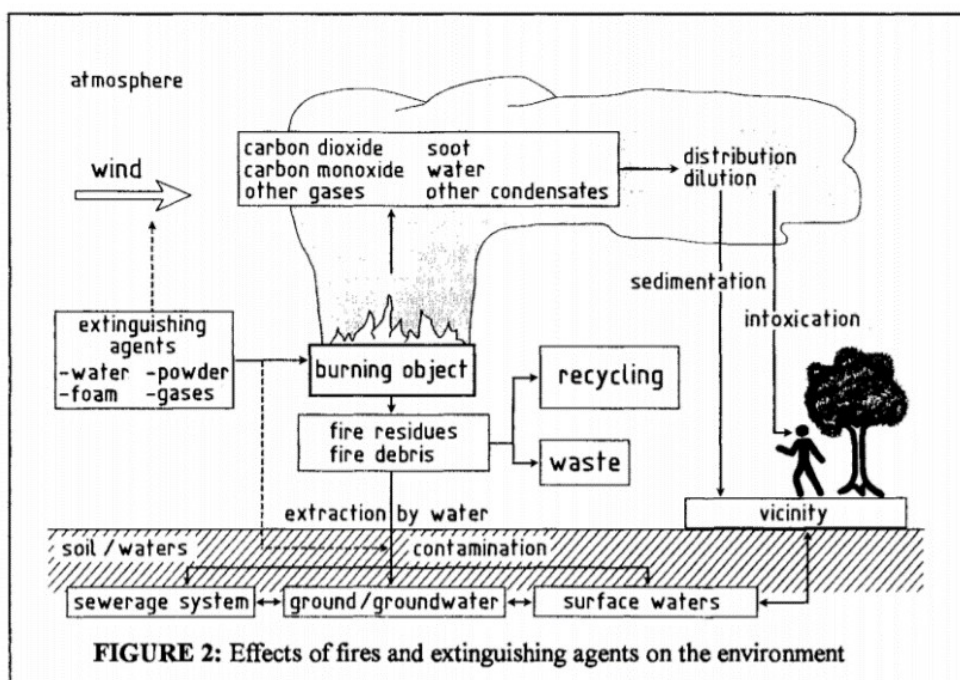 atmosphere
wind
carbon dioxide soot
carbon monoxide water
other gases other condensates
distribution
dilution
sedimentation
intoxication
extinguishing
agents
-water -powder
-foam -gases
burning object
recycling
fire residues
fire debris
waste
extraction by water
vicinity
soil/waters
contamination
sewerage system
ground/groundwater
surface waters
FIGURE 2: Effects of fires and extinguishing agents on the environment